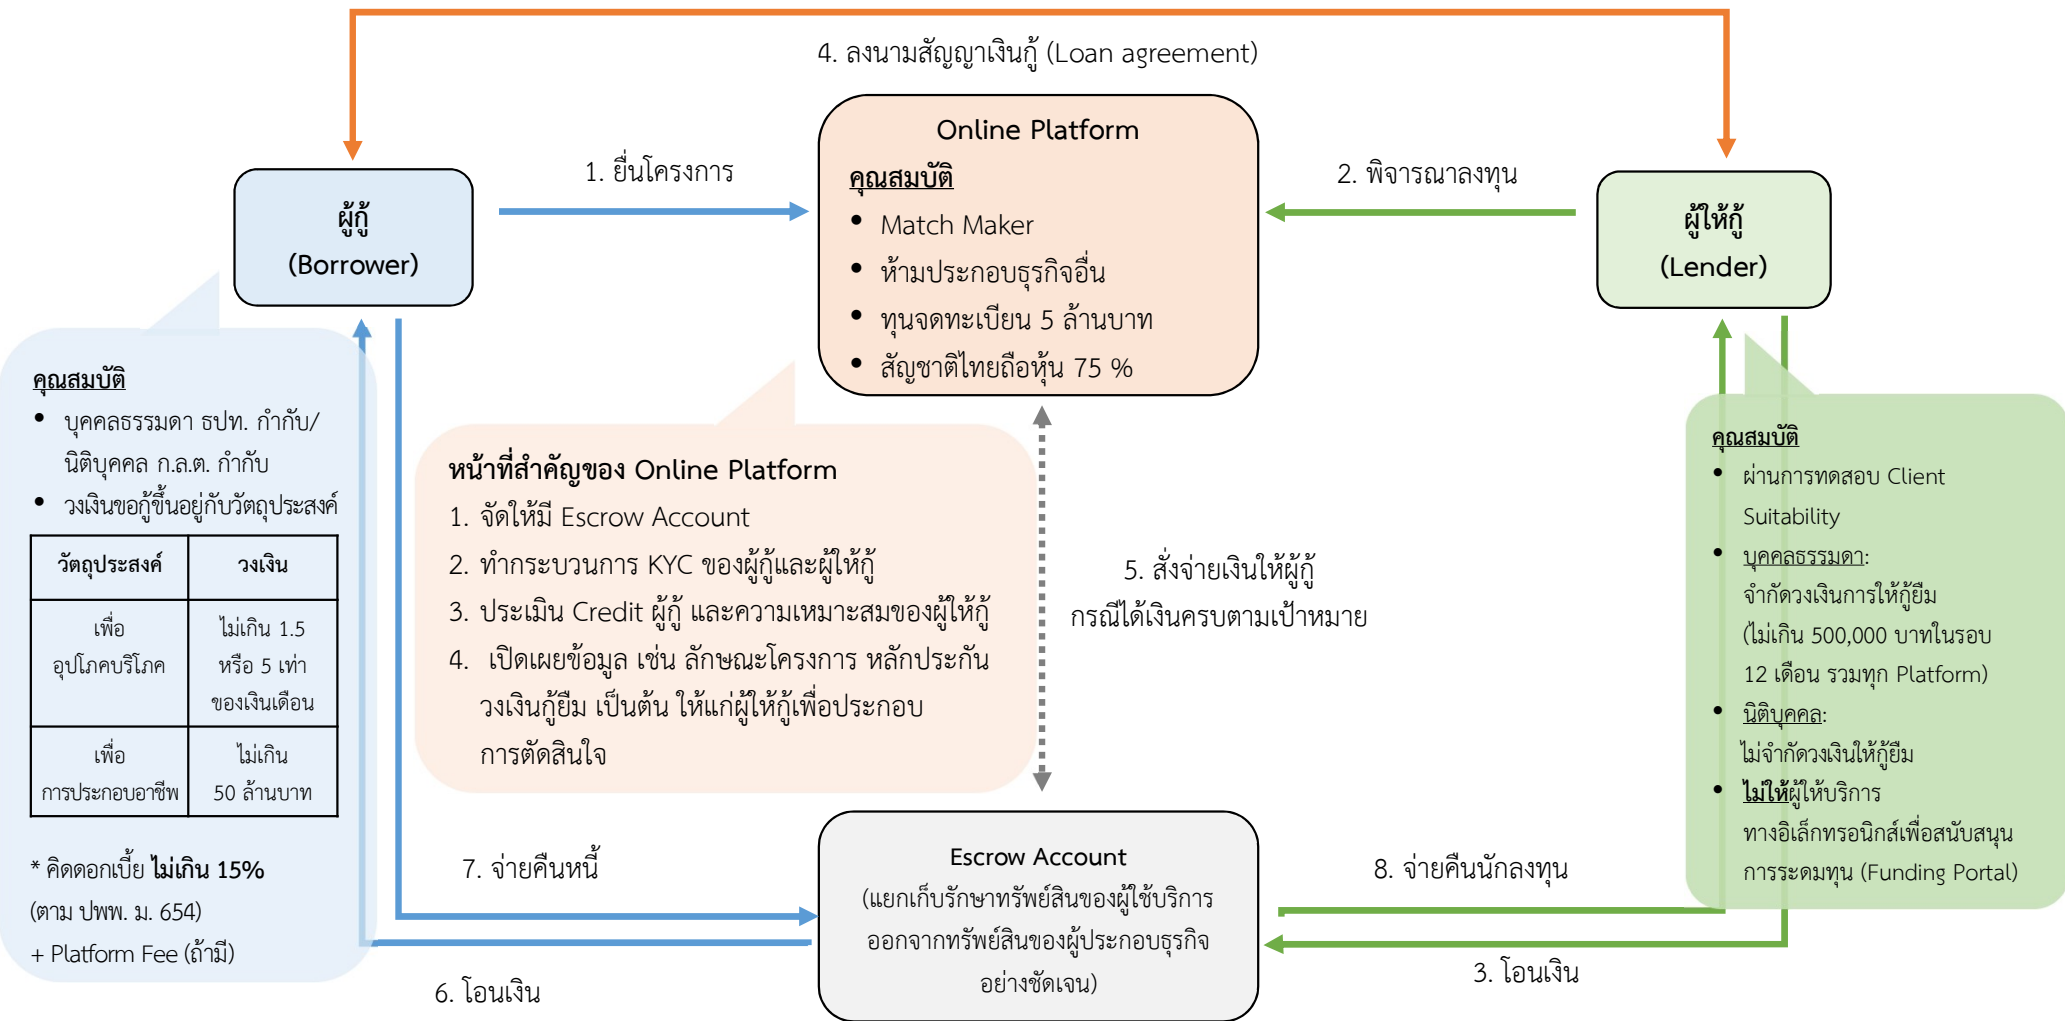 4. ลงนามสัญญาเงินกู้ (Loan agreement)
Online Platform
คุณสมบัติ
• Match Maker
• ห้ามประกอบธุรกิจอื่น
• ทุนจดทะเบียน 5 ล้านบาท
• สัญชาติไทยถือหุ้น 75 %
1. ยื่นโครงการ
2. พิจารณาลงทุน
ผู้กู้
(Borrower)
ผู้ให้กู้
(Lender)
คุณสมบัติ
• บุคคลธรรมดา ธปท. กำกับ/
นิติบุคคล ก.ล.ต. กำกับ
• วงเงินขอกู้ขึ้นอยู่กับวัตถุประสงค์
วัตถุประสงค์
วงเงิน
เพื่อ
อุปโภคบริโภค
ไม่เกิน 1.5
หรือ 5 เท่า
ของเงินเดือน
เพื่อ
การประกอบอาชีพ
ไม่เกิน
50 ล้านบาท
* คิดดอกเบี้ย ไม่เกิน 15%
(ตาม ปพพ. ม. 654)
+ Platform Fee (ถ้ามี)
หน้าที่สำคัญของ Online Platform
1. จัดให้มี Escrow Account
2. ทำกระบวนการ KYC ของผู้กู้และผู้ให้กู้
3. ประเมิน Credit ผู้กู้ และความเหมาะสมของผู้ให้กู้
4. เปิดเผยข้อมูล เช่น ลักษณะโครงการ หลักประกัน
วงเงินกู้ยืม เป็นต้น ให้แก่ผู้ให้กู้เพื่อประกอบ
การตัดสินใจ
5. สั่งจ่ายเงินให้ผู้กู้
กรณีได้เงินครบตามเป้าหมาย
คุณสมบัติ
• ผ่านการทดสอบ Client
Suitability
• บุคคลธรรมดา:
จำกัดวงเงินการให้กู้ยืม
(ไม่เกิน 500,000 บาทในรอบ
12 เดือน รวมทุก Platform)
• นิติบุคคล:
ไม่จำกัดวงเงินให้กู้ยืม
• ไม่ให้ผู้ให้บริการ
ทางอิเล็กทรอนิกส์เพื่อสนับสนุน
การระดมทุน (Funding Portal)
7. จ่ายคืนหนี้
8. จ่ายคืนนักลงทุน
Escrow Account
(แยกเก็บรักษาทรัพย์สินของผู้ใช้บริการ
ออกจากทรัพย์สินของผู้ประกอบธุรกิจ
อย่างชัดเจน)
6. โอนเงิน
3. โอนเงิน